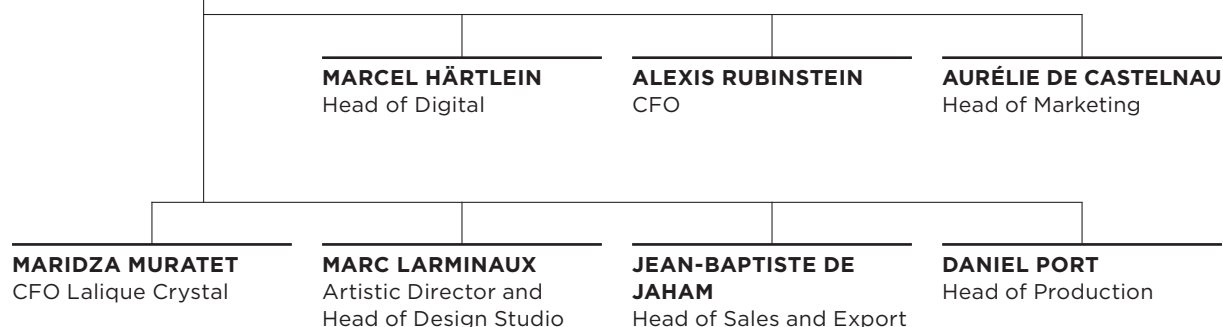 MARCEL HÄRTLEIN
Head of Digital
ALEXIS RUBINSTEIN
CFO
AURÉLIE DE CASTELNAU
Head of Marketing
MARIDZA MURATET
CFO Lalique Crystal
MARC LARMINAUX
Artistic Director and
Head of Design Studio
JEAN-BAPTISTE DE
JAHAM
Head of Sales and Export
DANIEL PORT
Head of Production